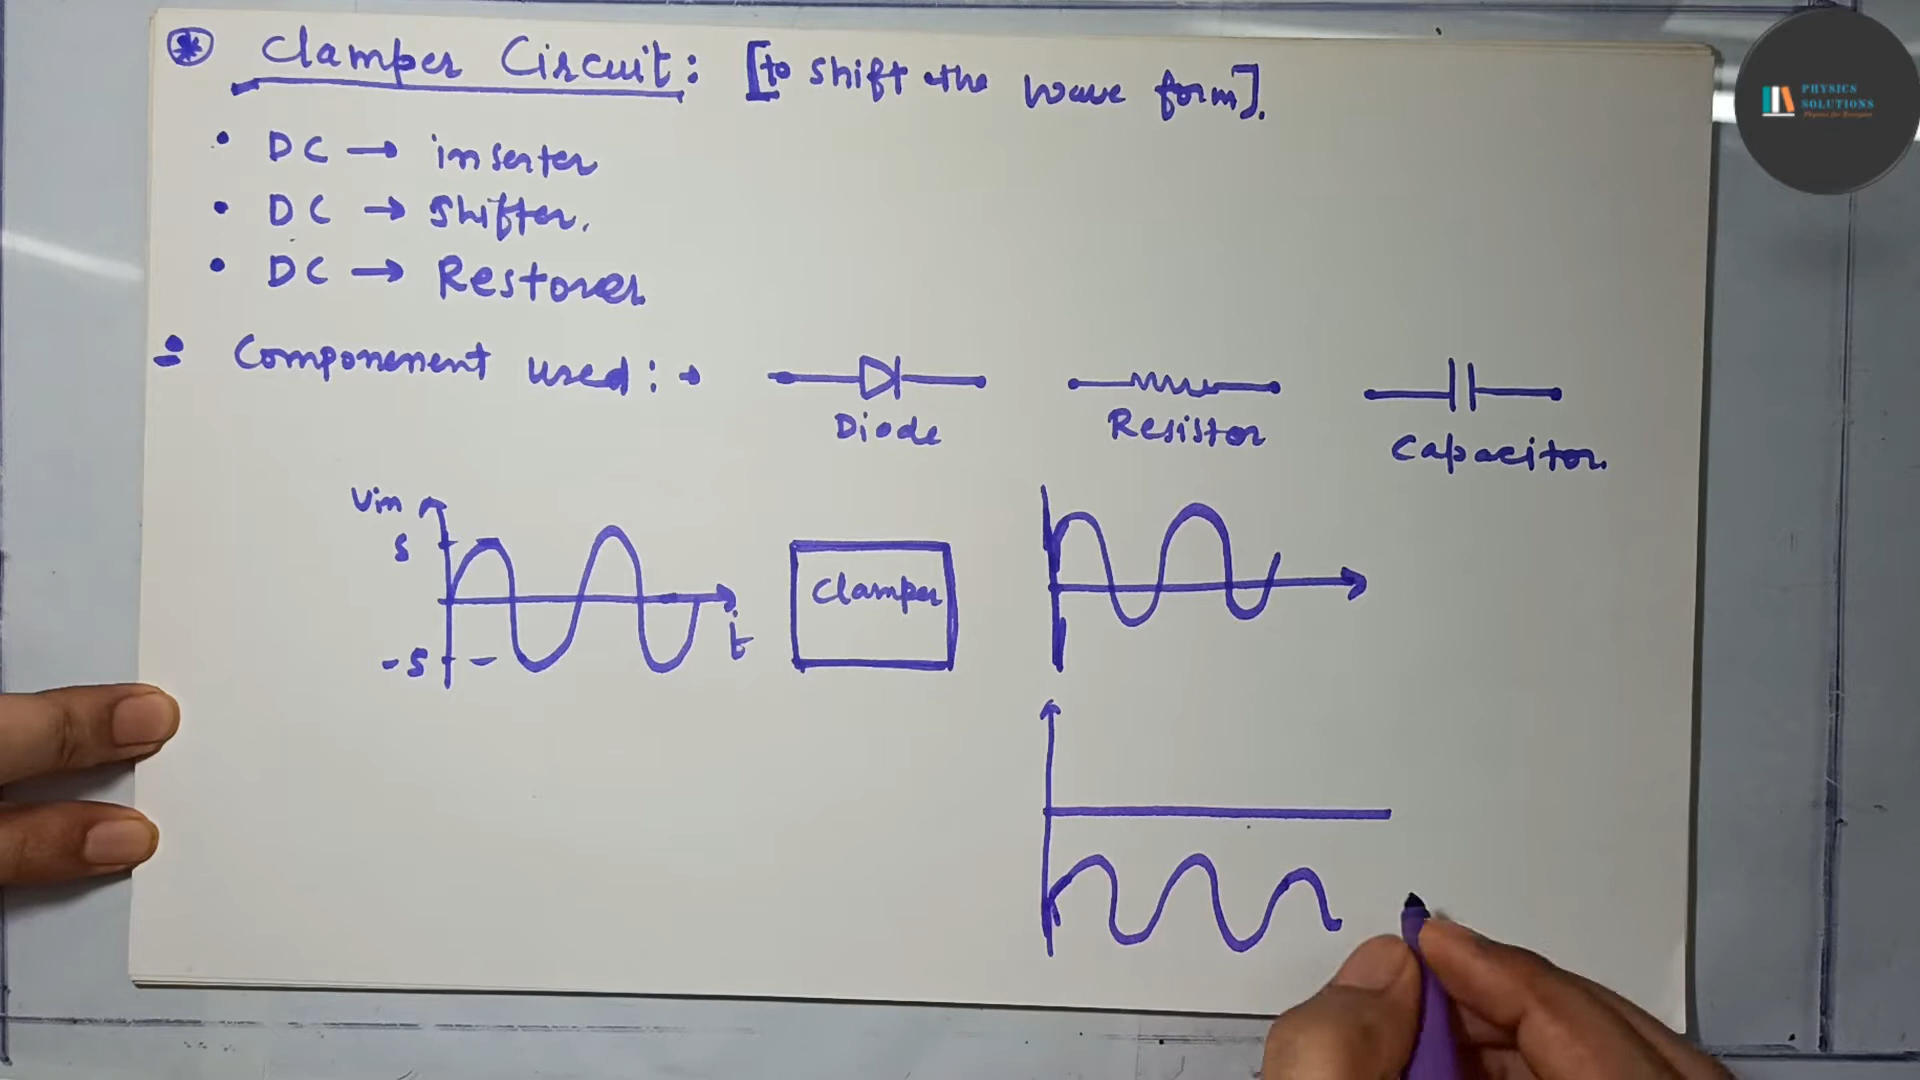 Clamper Circuit: [to shift the wave form].
• DC → inserter
• DC → Shifter.
• DC → Restorer
Componenent used: →
Diode
Resistor
Capacitor.
Vin
5
-5
t
Clamper
PHYSICS
SOLUTIONS